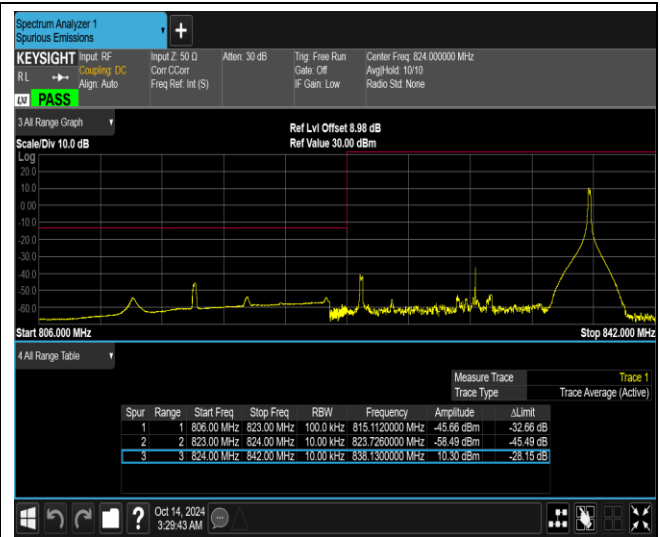 Spectrum Analyzer 1
Spurious Emissions
+
KEYSIGHT Input: RF Input Z: 50 Ω Atten: 30 dB Trig: Free Run Center Freq: 824.000000 MHz
R L Coupling: DC Corr CCorr Gate: Off Avg|Hold: 10/10
Align: Auto Freq Ref: Int (S) IF Gain: Low Radio Std: None
LXI PASS
3 All Range Graph
Ref Lvl Offset 8.98 dB
Scale/Div 10.0 dB Ref Value 30.00 dBm
Log
20.0
10.0
0.00
-10.0
-20.0
-30.0
-40.0
-50.0
-60.0
Start 806.000 MHz Stop 842.000 MHz
4 All Range Table
Measure Trace Trace 1
Trace Type Trace Average (Active)
Spur Range Start Freq Stop Freq RBW Frequency Amplitude ΔLimit
1 1 806.00 MHz 823.00 MHz 100.0 kHz 815.1120000 MHz -45.66 dBm -32.66 dB
2 2 823.00 MHz 824.00 MHz 10.00 kHz 823.7260000 MHz -58.49 dBm -45.49 dB
3 3 824.00 MHz 842.00 MHz 10.00 kHz 838.1300000 MHz 10.30 dBm -28.15 dB
? Oct 14, 2024
3:29:43 AM